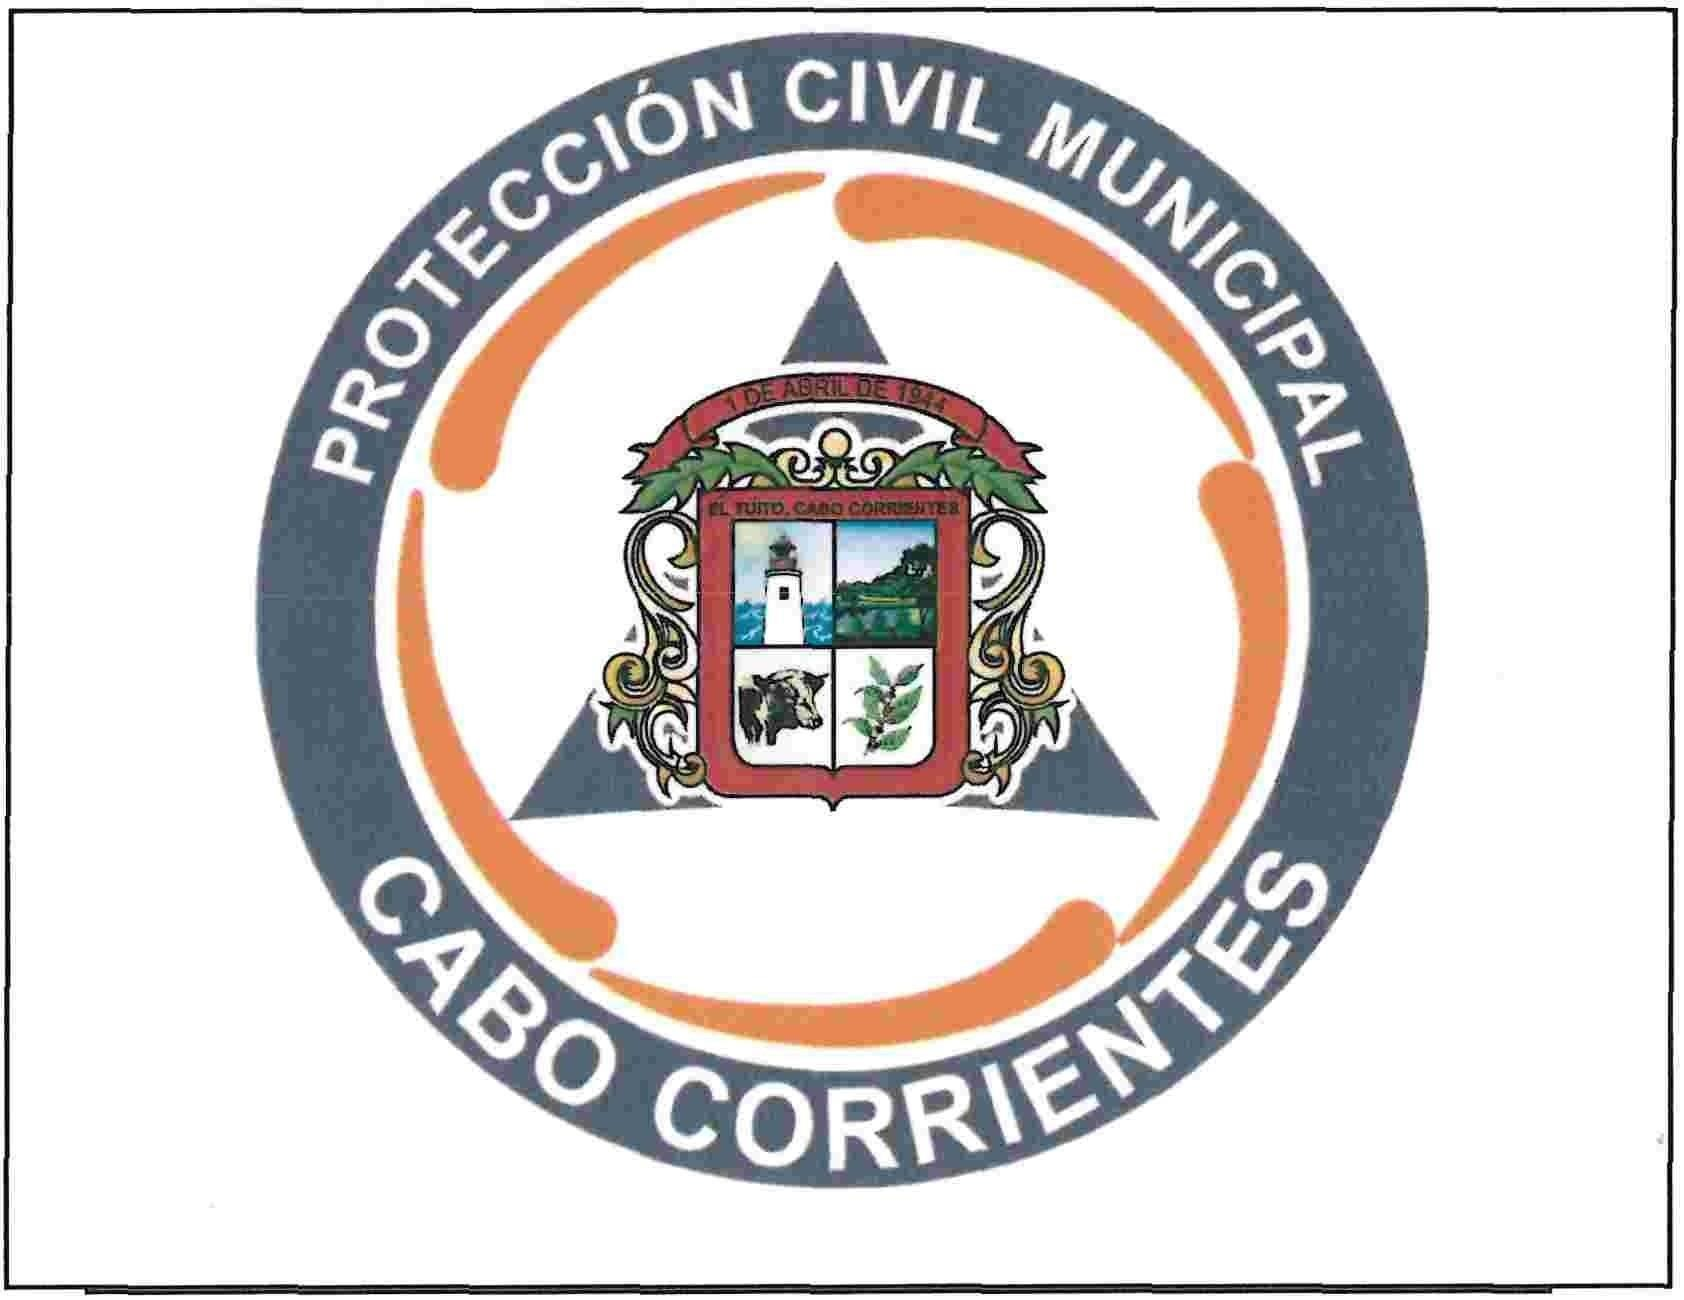 PROTECCIÓN CIVIL MUNICIPAL
1 DE ABRIL DE 1944
EL TUITO, CABO CORRIENTES
CABO CORRIENTES